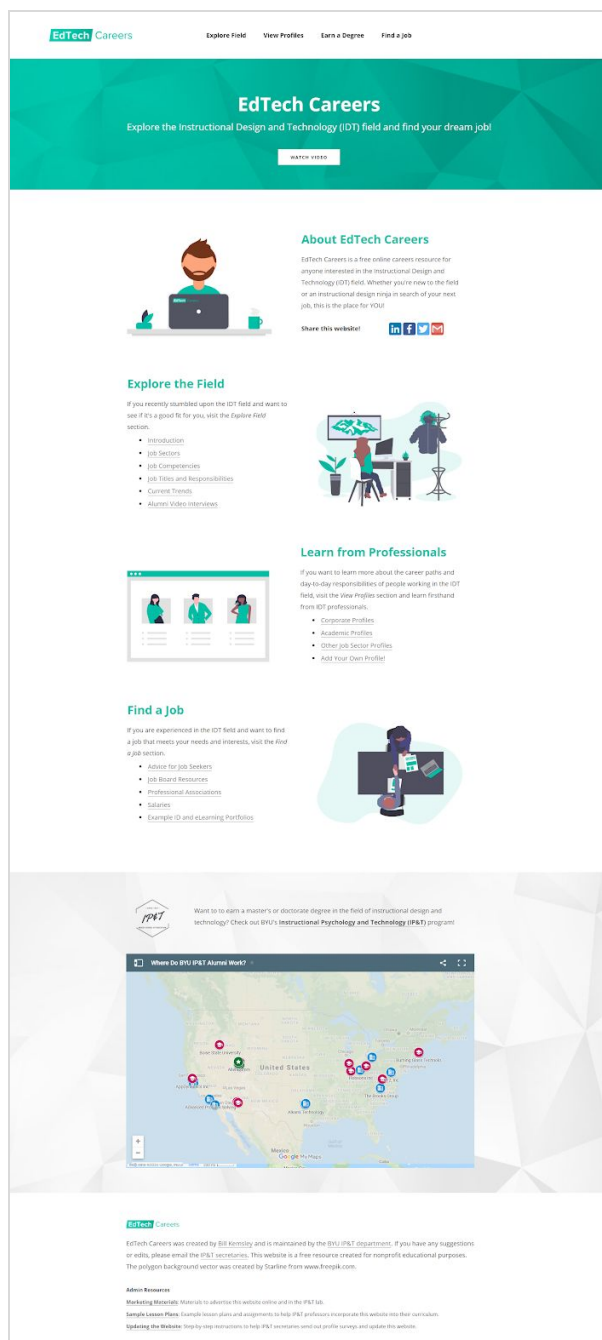 EdTech Careers
Explore Field View Profiles Earn a Degree Find a Job
EdTech Careers
Explore the Instructional Design and Technology (IDT) field and find your dream job!
WATCH VIDEO
About EdTech Careers
EdTech Careers is a free online careers resource for
anyone interested in the Instructional Design and
Technology (IDT) field. Whether you're new to the field
or an instructional design ninja in search of your next
job, this is the place for YOU!
Share this website!
Explore the Field
If you recently stumbled upon the IDT field and want to
see if it's a good fit for you, visit the Explore Field
section.
Introduction
Job Sectors
Job Competencies
Job Titles and Responsibilities
Current Trends
Alumni Video Interviews
Learn from Professionals
If you want to learn more about the career paths and
day-to-day responsibilities of people working in the IDT
field, visit the View Profiles section and learn firsthand
from IDT professionals.
Corporate Profiles
Academic Profiles
Other Job Sector Profiles
Add Your Own Profile!
Find a Job
If you are experienced in the IDT field and want to find
a job that meets your needs and interests, visit the Find
a Job section.
Advice for Job Seekers
Job Board Resources
Professional Associations
Salaries
Example ID and eLearning Portfolios
IP&T
Want to to earn a master's or doctorate degree in the field of instructional design and
technology? Check out BYU's Instructional Psychology and Technology (IP&T) program!
Where Do BYU IP&T Alumni Work?
Boise State University
United States
The Brooks Group
Mexico
Google My Maps
Cuba
EdTech Careers
EdTech Careers was created by Bill Kemsley and is maintained by the BYU IP&T department. If you have any suggestions
or edits, please email the IP&T secretaries. This website is a free resource created for nonprofit educational purposes.
The polygon background vector was created by Starline from www.freepik.com.
Admin Resources
Marketing Materials: Materials to advertise this website online and in the IP&T lab.
Sample Lesson Plans: Example lesson plans and assignments to help IP&T professors incorporate this website into their curriculum.
Updating the Website: Step-by-step instructions to help IP&T secretaries send out profile surveys and update this website.